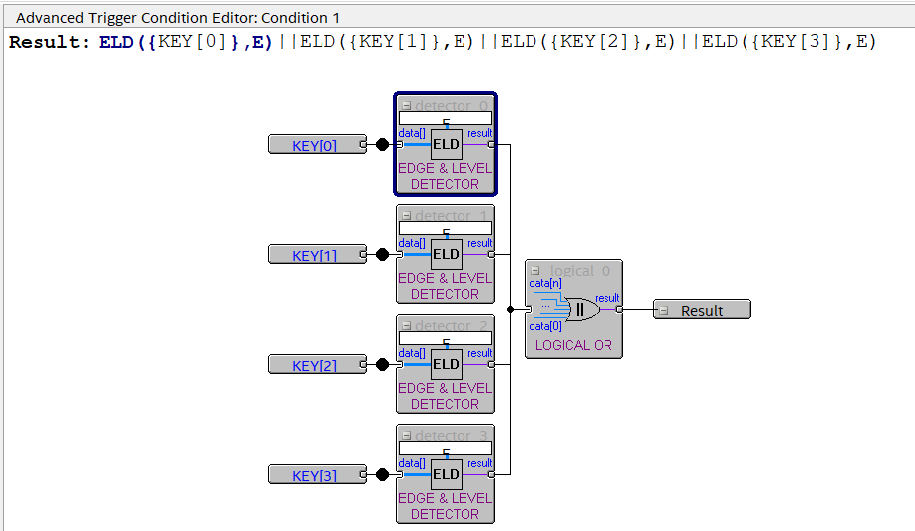 Advanced Trigger Condition Editor: Condition 1
Result: ELD({KEY[0]},E)||ELD({KEY[1]},E)||ELD({KEY[2]},E)||ELD({KEY[3]},E)
detector_0
E
KEY[0]
data[]
ELD
result
EDGE & LEVEL
DETECTOR
detector_1
E
KEY[1]
data[]
ELD
result
EDGE & LEVEL
DETECTOR
logical_0
cata[n]
...
||
result
cata[0]
LOGICAL OR
Result
detector_2
E
KEY[2]
data[]
ELD
result
EDGE & LEVEL
DETECTOR
detector_3
E
KEY[3]
data[]
ELD
result
EDGE & LEVEL
DETECTOR